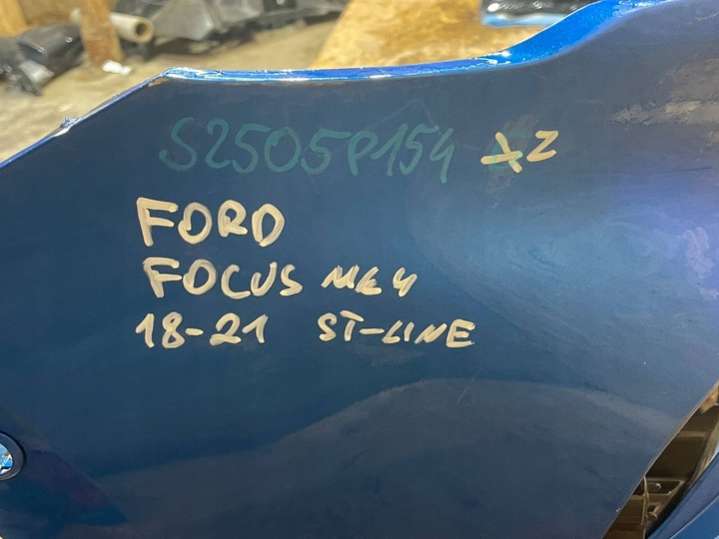 S2505P154 X2
FORD
FOCUS MK4
18-21 ST-LINE